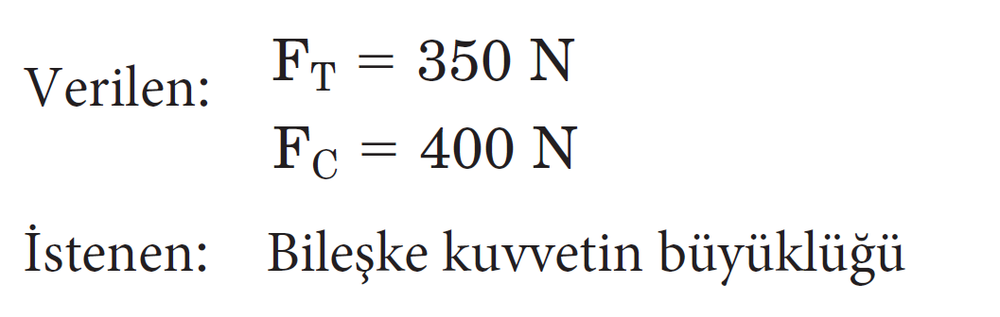 Verilen: F_T = 350 N
F_C = 400 N
İstenen: Bileşke kuvvetin büyüklüğü